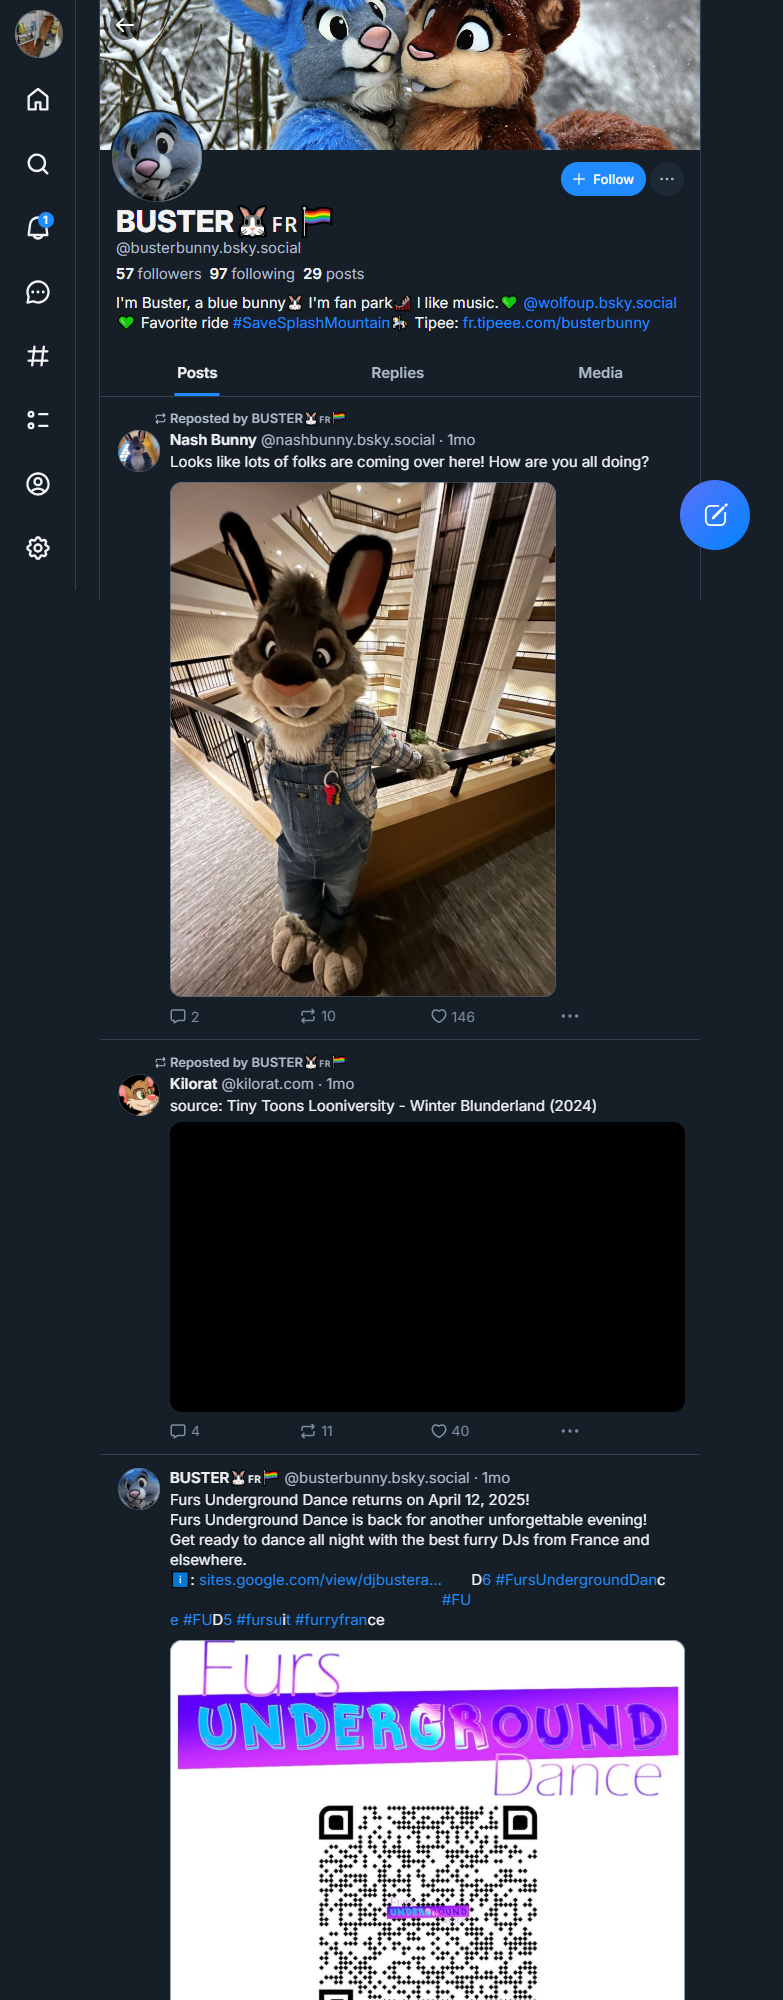 1
Follow
BUSTER🐰 FR🏳️‍🌈
@busterbunny.bsky.social
57 followers 97 following 29 posts
I'm Buster, a blue bunny🐰 I'm fan park🎢 I like music.💚 @wolfoup.bsky.social
💚 Favorite ride #SaveSplashMountain🎠 Tipee: fr.tipeee.com/busterbunny
Posts Replies Media
Reposted by BUSTER🐰FR🏳️‍🌈
Nash Bunny @nashbunny.bsky.social · 1mo
Looks like lots of folks are coming over here! How are you all doing?
2 10 146
Reposted by BUSTER🐰FR🏳️‍🌈
Kilorat @kilorat.com · 1mo
source: Tiny Toons Looniversity - Winter Blunderland (2024)
4 11 40
BUSTER🐰FR🏳️‍🌈 @busterbunny.bsky.social · 1mo
Furs Underground Dance returns on April 12, 2025!
Furs Underground Dance is back for another unforgettable evening!
Get ready to dance all night with the best furry DJs from France and
elsewhere.
ℹ️: sites.google.com/view/djbustera... D6 #FursUndergroundDanc
#FU
e #FUD5 #fursuit #furryfrance
Furs
UNDERGROUND
Dance
UNDERGROUND